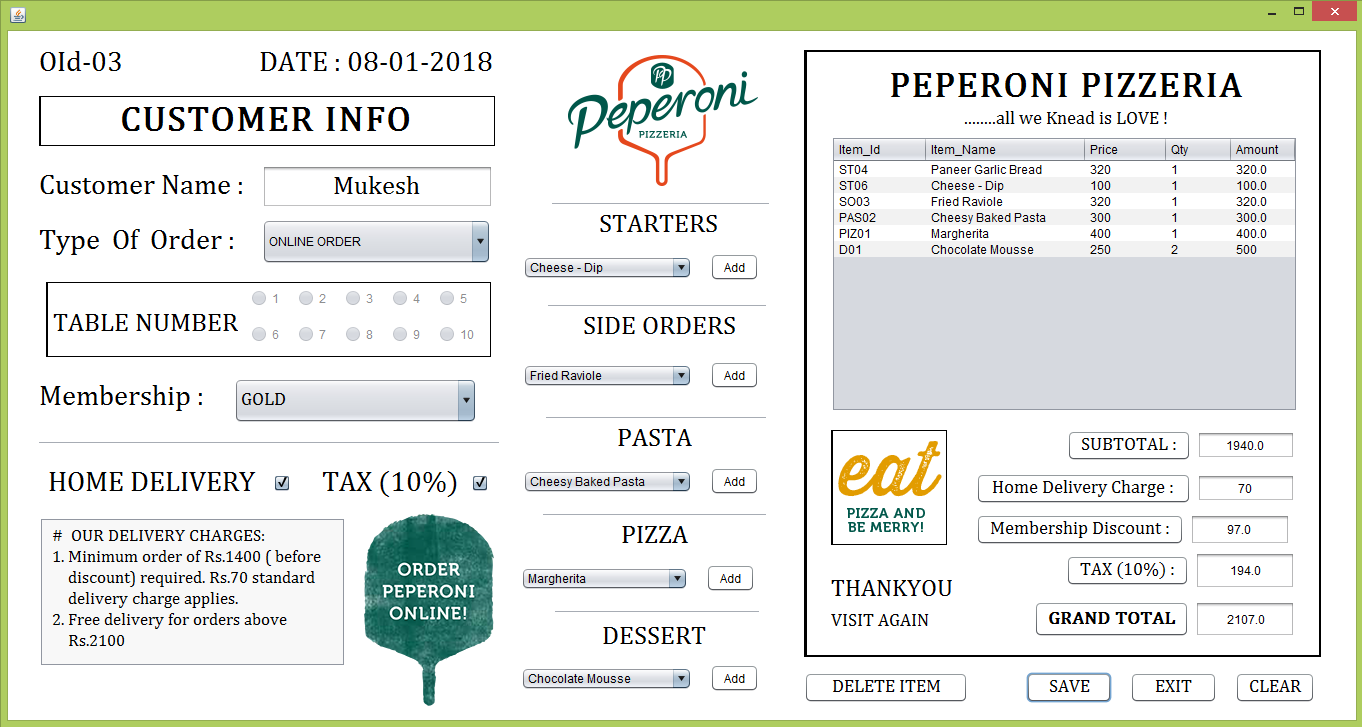 OId-03 DATE : 08-01-2018
CUSTOMER INFO
Customer Name : Mukesh
Type Of Order : ONLINE ORDER
TABLE NUMBER
1 2 3 4 5
6 7 8 9 10
Membership : GOLD
HOME DELIVERY TAX (10%)
# OUR DELIVERY CHARGES:
1. Minimum order of Rs.1400 ( before
discount) required. Rs.70 standard
delivery charge applies.
2. Free delivery for orders above
Rs.2100
ORDER
PEPERONI
ONLINE!
PP
Peperoni
PIZZERIA
STARTERS
Cheese - Dip Add
SIDE ORDERS
Fried Raviole Add
PASTA
Cheesy Baked Pasta Add
PIZZA
Margherita Add
DESSERT
Chocolate Mousse Add
PEPERONI PIZZERIA
........all we Knead is LOVE !
Item_Id Item_Name Price Qty Amount
ST04 Paneer Garlic Bread 320 1 320.0
ST06 Cheese - Dip 100 1 100.0
SO03 Fried Raviole 320 1 320.0
PAS02 Cheesy Baked Pasta 300 1 300.0
PIZ01 Margherita 400 1 400.0
D01 Chocolate Mousse 250 2 500
eat
PIZZA AND
BE MERRY!
THANKYOU
VISIT AGAIN
SUBTOTAL : 1940.0
Home Delivery Charge : 70
Membership Discount : 97.0
TAX (10%) : 194.0
GRAND TOTAL 2107.0
DELETE ITEM SAVE EXIT CLEAR